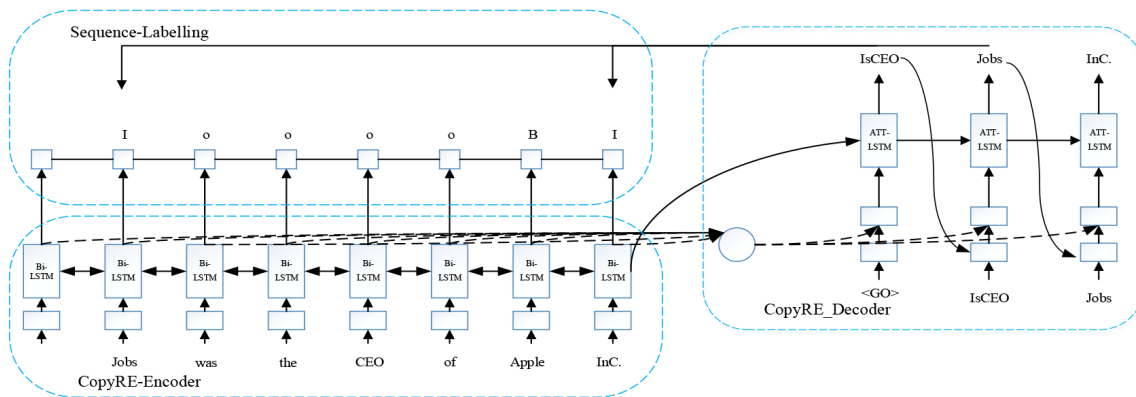 Sequence-Labelling
IsCEO Jobs InC.
I o o o o B I
ATT-
LSTM
ATT-
LSTM
ATT-
LSTM
Bi-
LSTM
Bi-
LSTM
Bi-
LSTM
Bi-
LSTM
Bi-
LSTM
Bi-
LSTM
Bi-
LSTM
Bi-
LSTM
<GO> IsCEO Jobs
CopyRE_Decoder
Jobs was the CEO of Apple InC.
CopyRE-Encoder